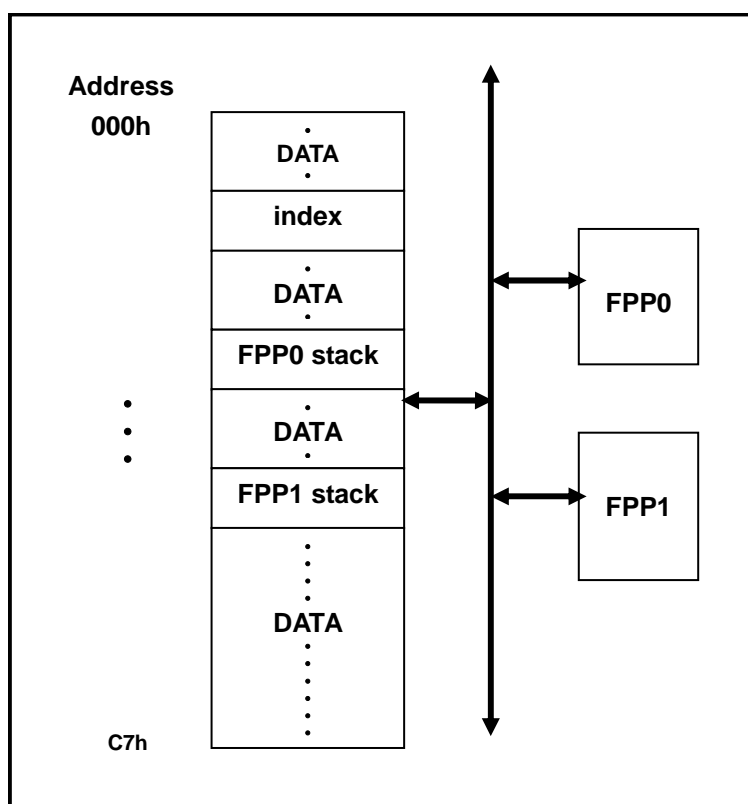 Address
000h
DATA
index
DATA
FPP0
FPP0 stack
DATA
FPP1 stack
FPP1
DATA
C7h